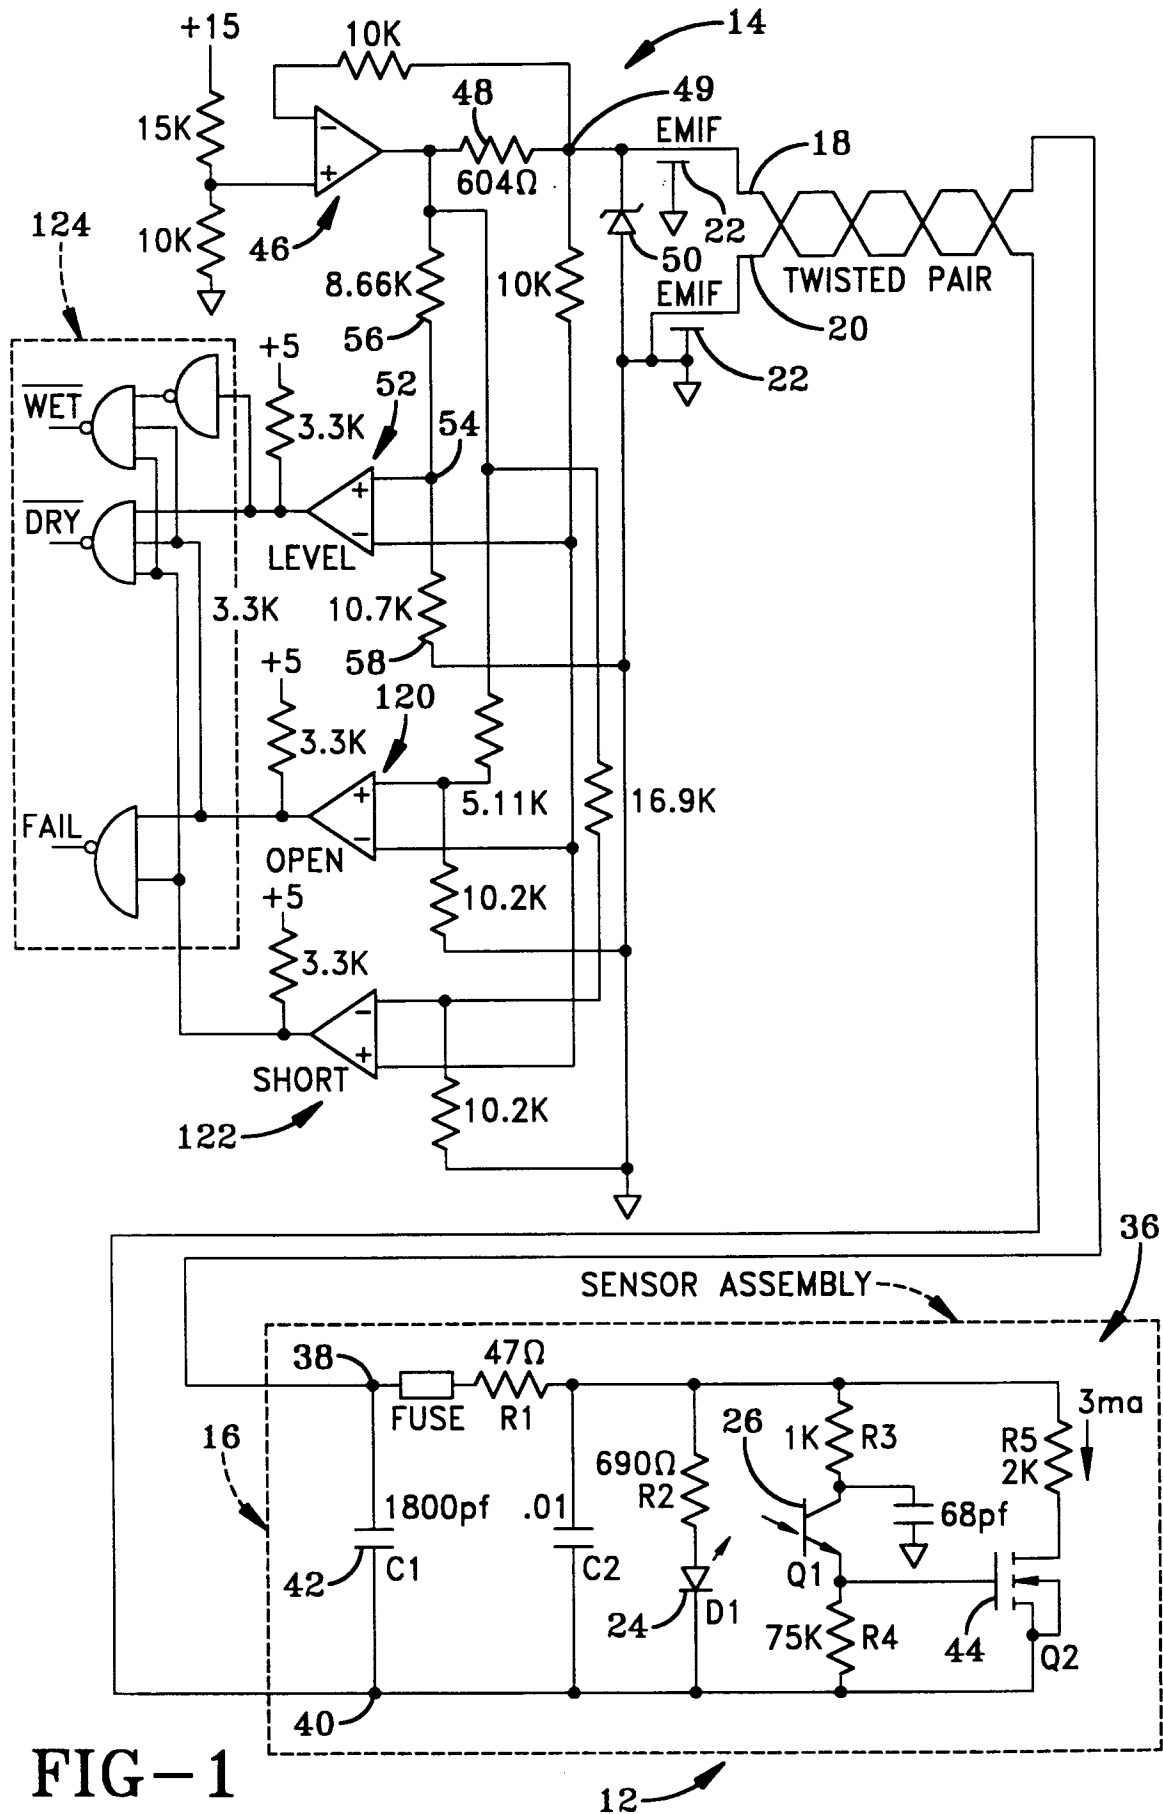 +15
10K
14
48
49
EMIF
18
15K
604Ω
22
124
10K
46
50
TWISTED PAIR
8.66K
10K
EMIF
20
56
+5
22
WET
52
3.3K
54
DRY
LEVEL
3.3K
10.7K
+5
58
120
3.3K
5.11K
16.9K
FAIL
OPEN
+5
10.2K
3.3K
SHORT
10.2K
122
36
SENSOR ASSEMBLY
38
47Ω
FUSE
R1
3ma
16
26
1K
R3
R5
2K
690Ω
R2
1800pf
.01
68pf
42
C1
C2
Q1
24
D1
75K
R4
44
Q2
40
FIG-1
12